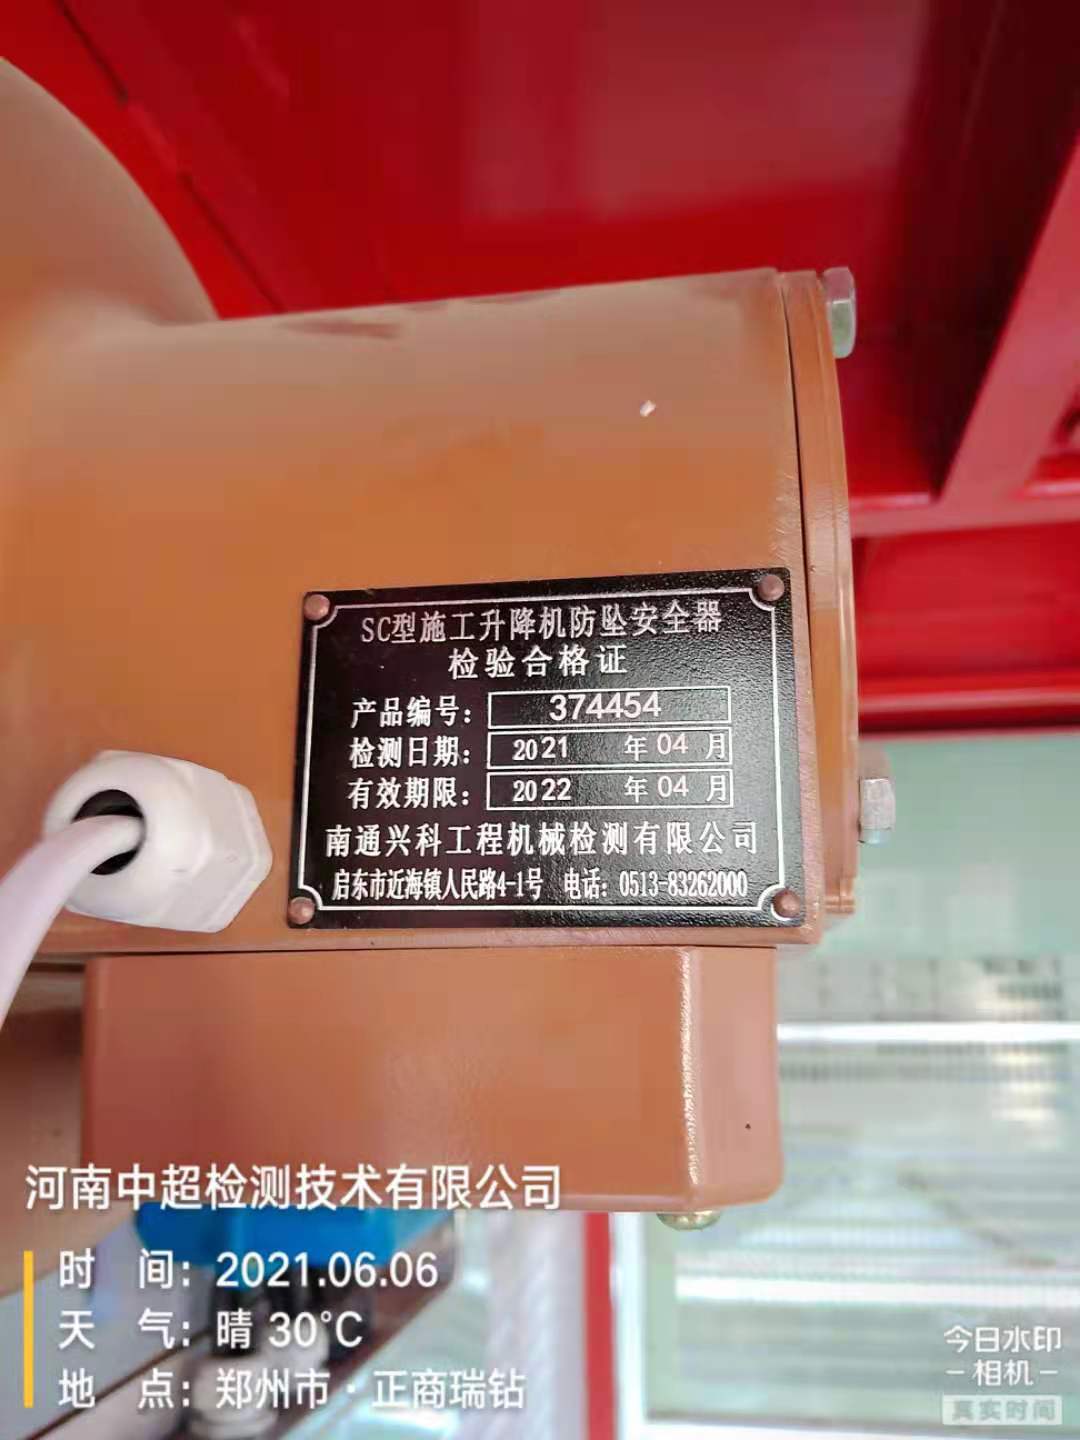 SC型施工升降机防坠安全器
检验合格证
产品编号： 374454
检测日期： 2021 年 04 月
有效期限： 2022 年 04 月
南通兴科工程机械检测有限公司
启东市近海镇人民路4-1号 电话：0513-83262000
河南中超检测技术有限公司
时 间：2021.06.06
天 气：晴 30℃
地 点：郑州市·正商瑞钻
今日水印
-相机-
真实时间